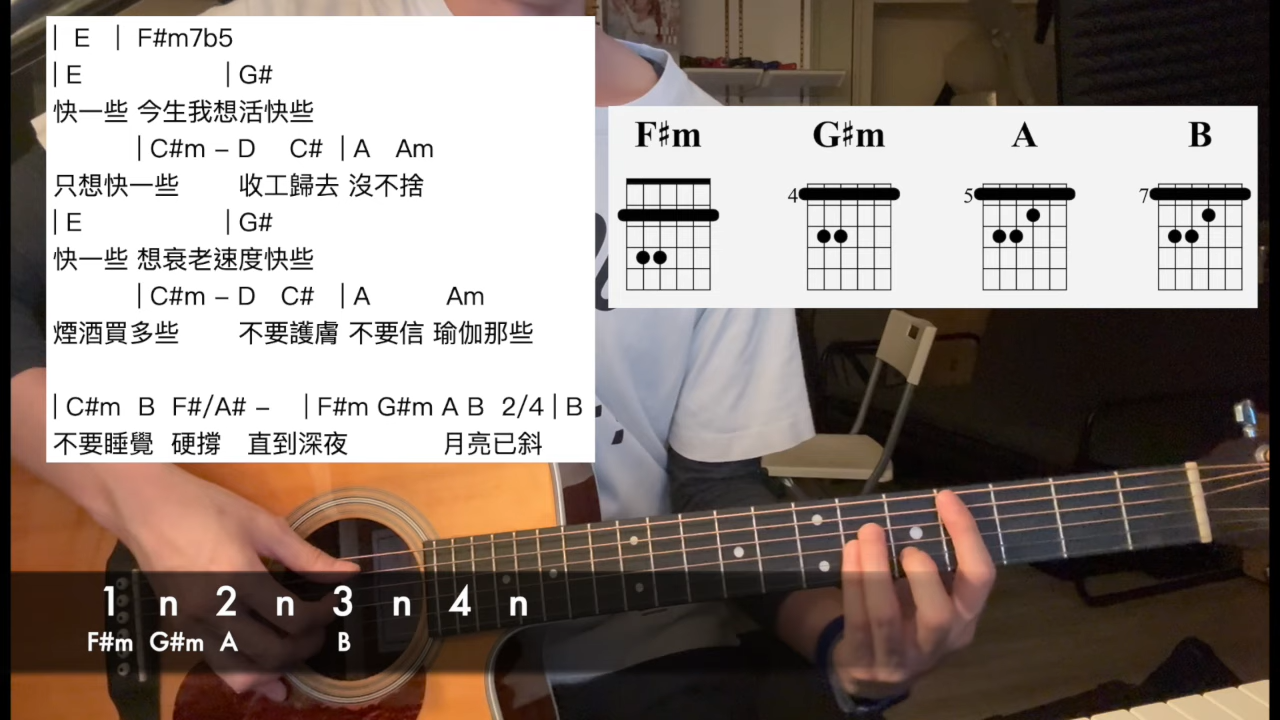 | E | F#m7b5
| E | G#
快一些 今生我想活快些
| C#m – D C# | A Am
只想快一些 收工歸去 沒不捨
| E | G#
快一些 想衰老速度快些
| C#m – D C# | A Am
煙酒買多些 不要護膚 不要信 瑜伽那些
| C#m B F#/A# – | F#m G#m A B 2/4 | B
不要睡覺 硬撐 直到深夜 月亮已斜
F♯m G♯m A B
4 5 7
1 n 2 n 3 n 4 n
F#m G#m A B